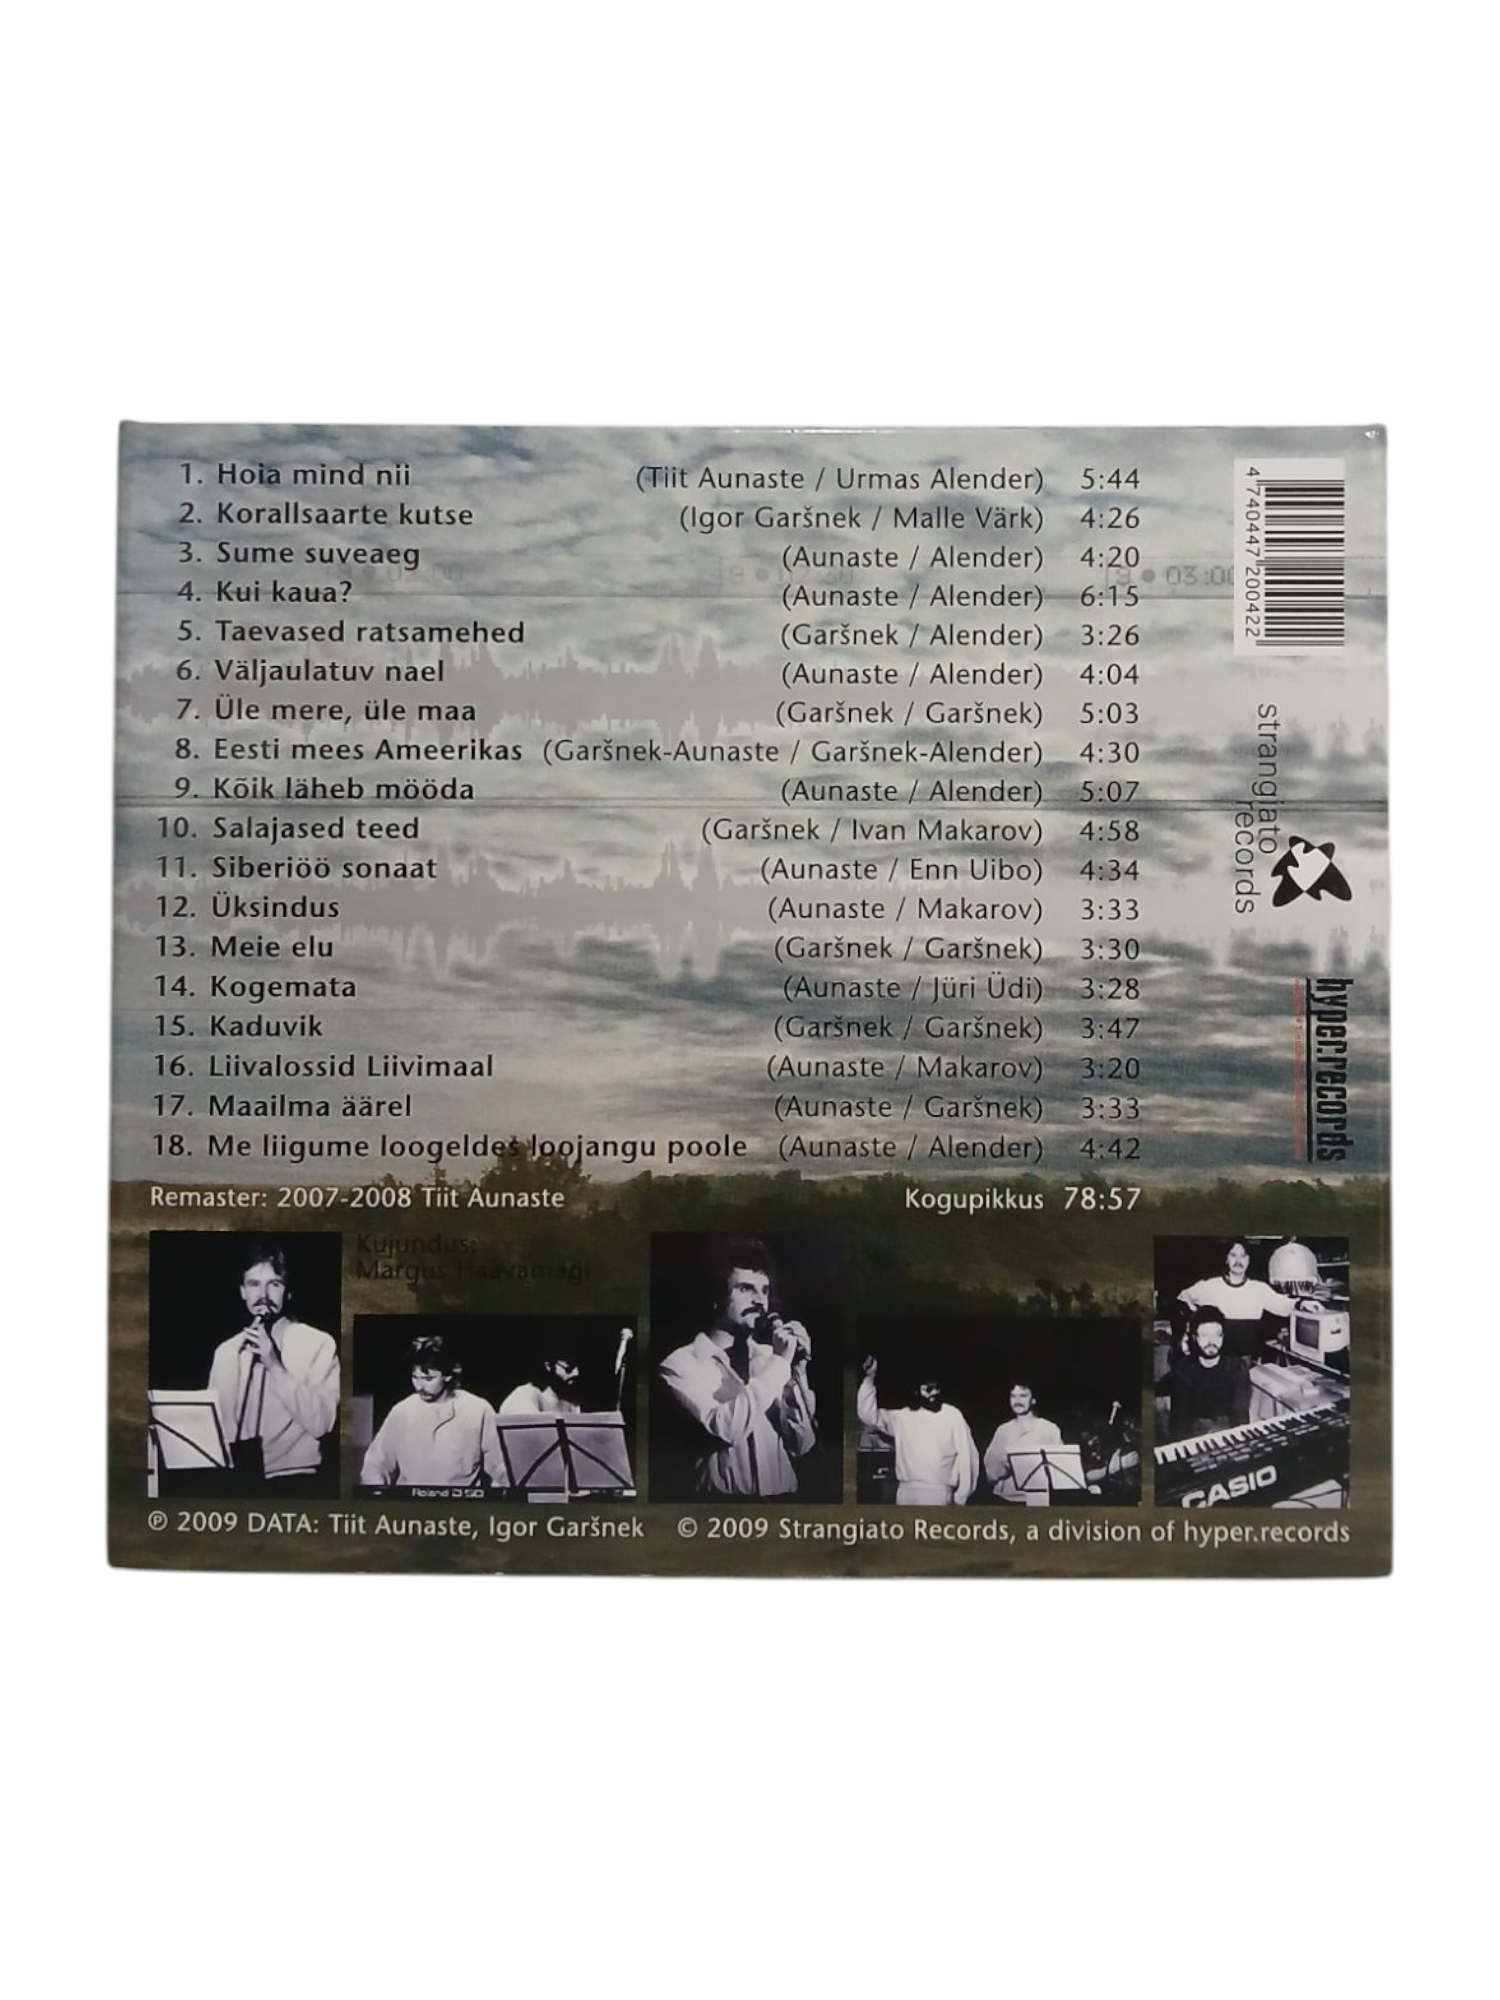 1. Hoia mind nii (Tiit Aunaste / Urmas Alender) 5:44
2. Korallsaarte kutse (Igor Garšnek / Malle Värk) 4:26
3. Sume suveaeg (Aunaste / Alender) 4:20
4. Kui kaua? (Aunaste / Alender) 6:15
5. Taevased ratsamehed (Garšnek / Alender) 3:26
6. Väljaulatuv nael (Aunaste / Alender) 4:04
7. Üle mere, üle maa (Garšnek / Garšnek) 5:03
8. Eesti mees Ameerikas (Garšnek-Aunaste / Garšnek-Alender) 4:30
9. Kõik läheb mööda (Aunaste / Alender) 5:07
10. Salajased teed (Garšnek / Ivan Makarov) 4:58
11. Siberiöö sonaat (Aunaste / Enn Uibo) 4:34
12. Üksindus (Aunaste / Makarov) 3:33
13. Meie elu (Garšnek / Garšnek) 3:30
14. Kogemata (Aunaste / Jüri Üdi) 3:28
15. Kaduvik (Garšnek / Garšnek) 3:47
16. Liivalossid Liivimaal (Aunaste / Makarov) 3:20
17. Maailma äärel (Aunaste / Garšnek) 3:33
18. Me liigume loogeldes loojangu poole (Aunaste / Alender) 4:42
Remaster: 2007-2008 Tiit Aunaste Kogupikkus 78:57
Kujundus:
Margus Haavamägi
Roland D-50
CASIO
℗ 2009 DATA: Tiit Aunaste, Igor Garšnek © 2009 Strangiato Records, a division of hyper.records
4 740447 200422
strangiato
records
hyper.records
03:00